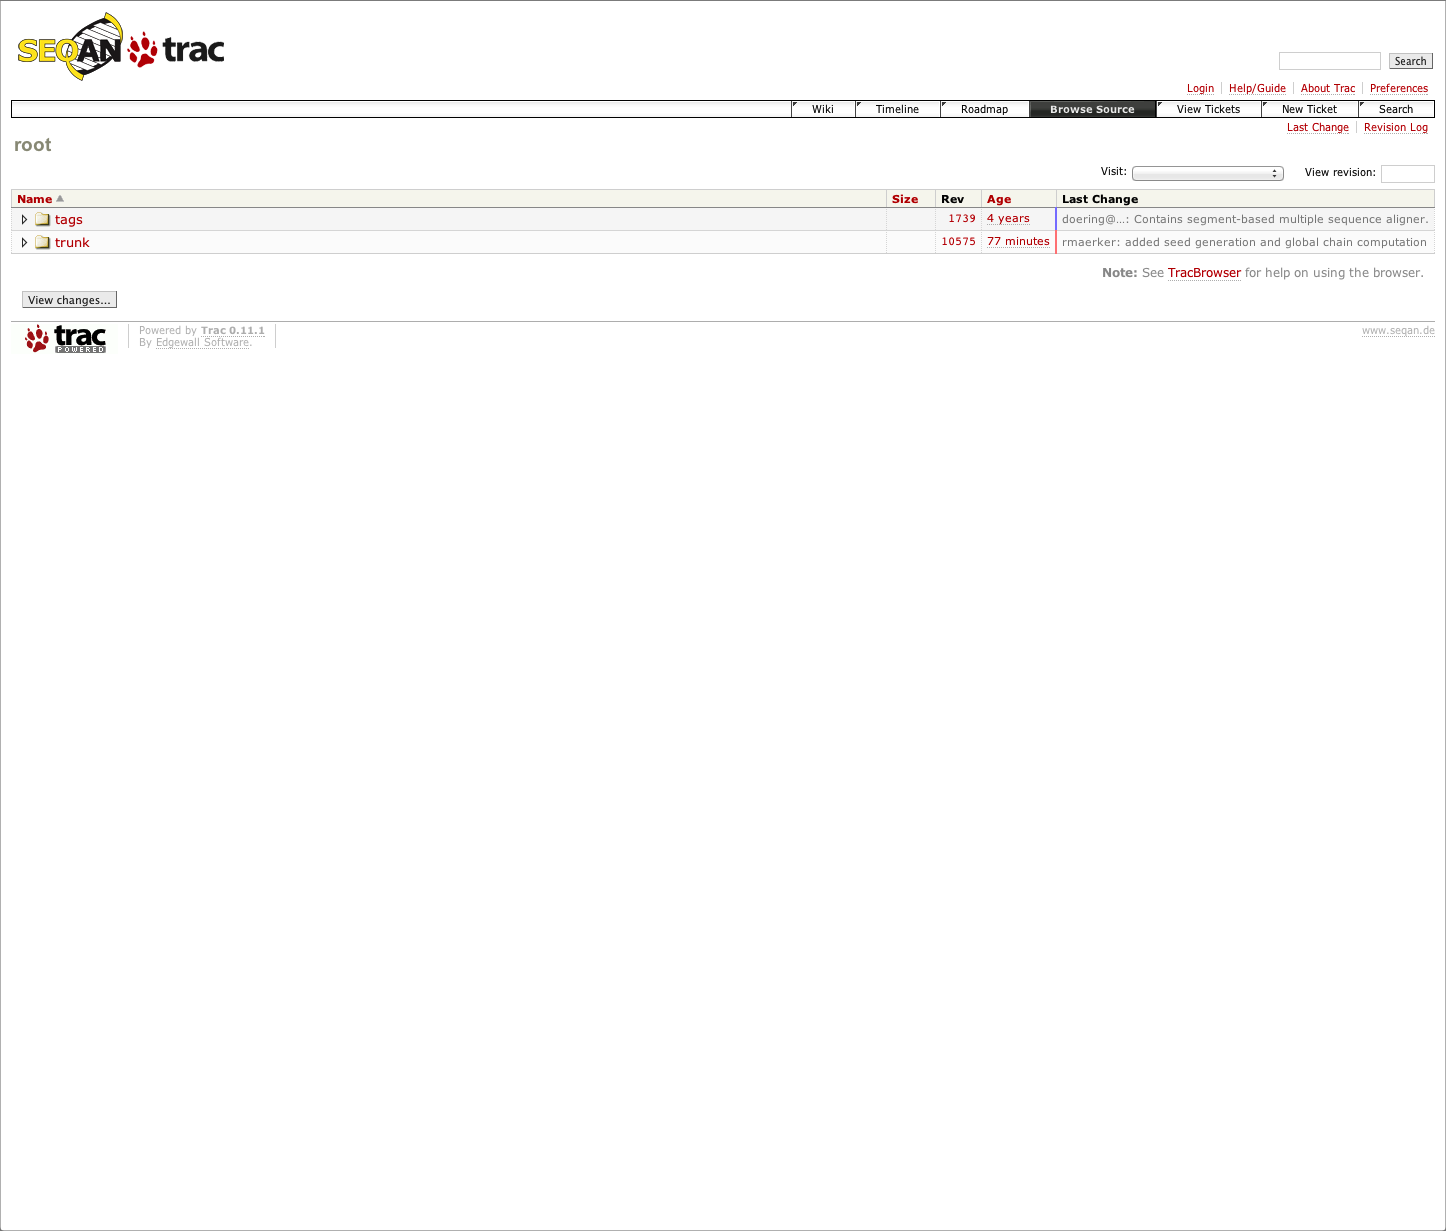 SEQAN trac
Search
Login Help/Guide About Trac Preferences
Wiki Timeline Roadmap Browse Source View Tickets New Ticket Search
Last Change Revision Log
root
Visit: View revision:
Name Size Rev Age Last Change
tags 1739 4 years doering@…: Contains segment-based multiple sequence aligner.
trunk 10575 77 minutes rmaerker: added seed generation and global chain computation
Note: See TracBrowser for help on using the browser.
View changes...
trac POWERED
Powered by Trac 0.11.1
By Edgewall Software.
www.seqan.de